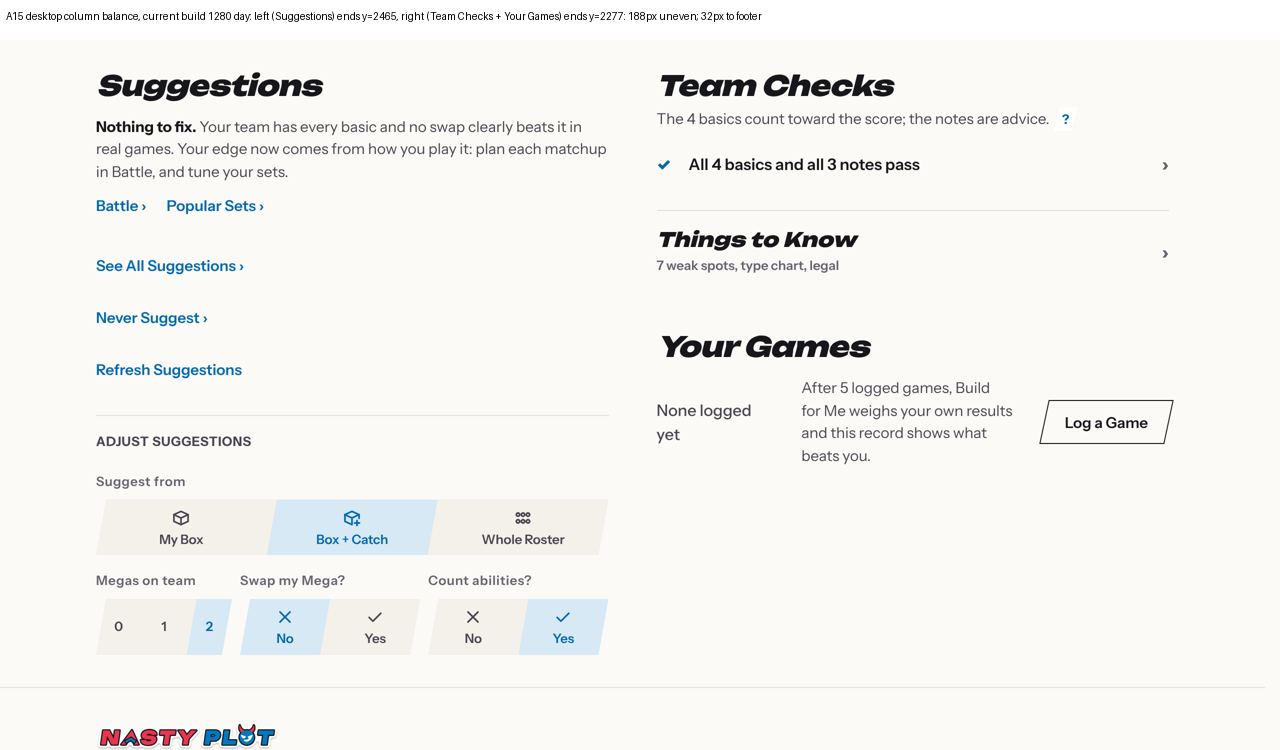 A15 desktop column balance, current build 1280 day: left (Suggestions) ends y=2465, right (Team Checks + Your Games) ends y=2277: 188px uneven; 32px to footer
Suggestions
Nothing to fix. Your team has every basic and no swap clearly beats it in
real games. Your edge now comes from how you play it: plan each matchup
in Battle, and tune your sets.
Battle ›
Popular Sets ›
See All Suggestions ›
Never Suggest ›
Refresh Suggestions
ADJUST SUGGESTIONS
Suggest from
My Box
Box + Catch
Whole Roster
Megas on team
Swap my Mega?
Count abilities?
0
1
2
No
Yes
No
Yes
Team Checks
The 4 basics count toward the score; the notes are advice. ?
All 4 basics and all 3 notes pass ›
Things to Know ›
7 weak spots, type chart, legal
Your Games
None logged
yet
After 5 logged games, Build
for Me weighs your own results
and this record shows what
beats you.
Log a Game
NASTY PLOT